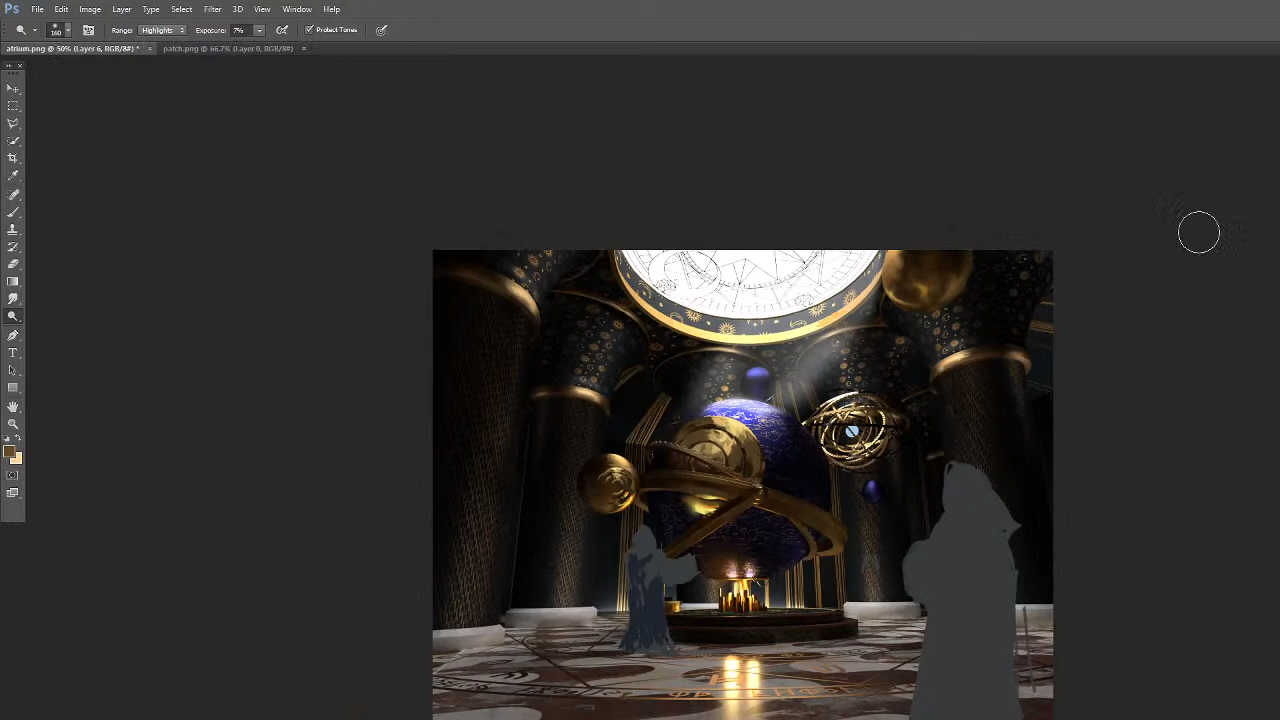 Ps File Edit Image Layer Type Select Filter 3D View Window Help
160 Range: Highlights Exposure: 7% Protect Tones
atrium.png @ 50% (Layer 6, RGB/8#) * × patch.png @ 66.7% (Layer 0, RGB/8#) ×